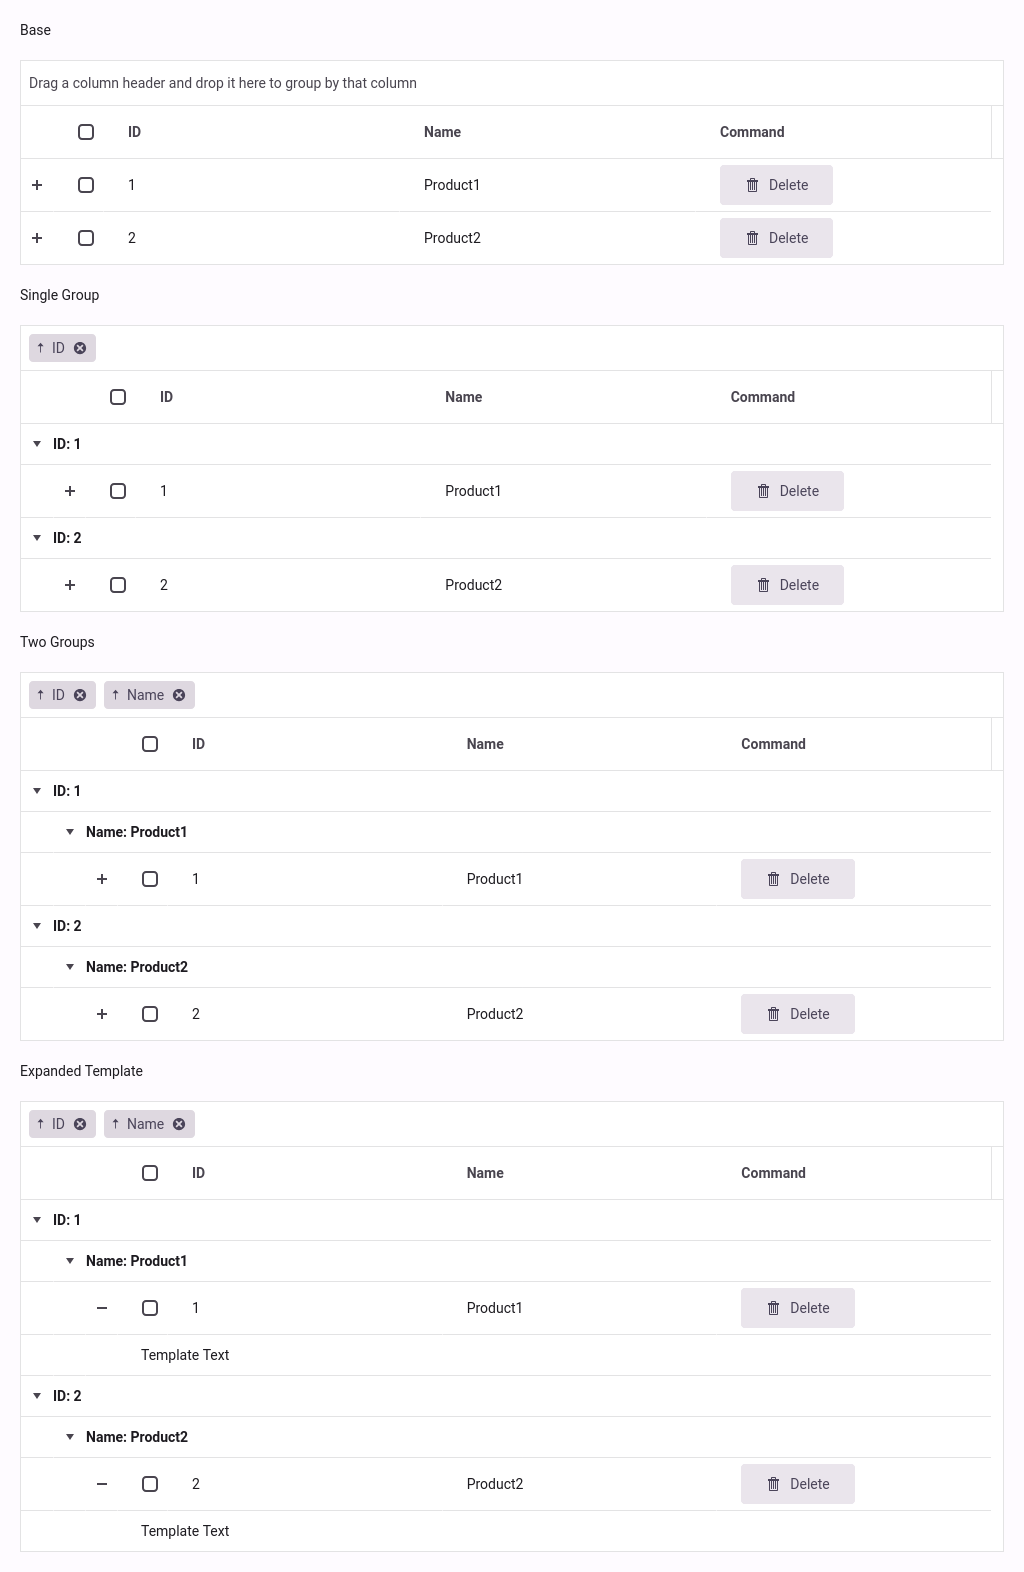 Base
Drag a column header and drop it here to group by that column
ID Name Command
1 Product1 Delete
2 Product2 Delete
Single Group
ID
ID Name Command
ID: 1
1 Product1 Delete
ID: 2
2 Product2 Delete
Two Groups
ID Name
ID Name Command
ID: 1
Name: Product1
1 Product1 Delete
ID: 2
Name: Product2
2 Product2 Delete
Expanded Template
ID Name
ID Name Command
ID: 1
Name: Product1
1 Product1 Delete
Template Text
ID: 2
Name: Product2
2 Product2 Delete
Template Text